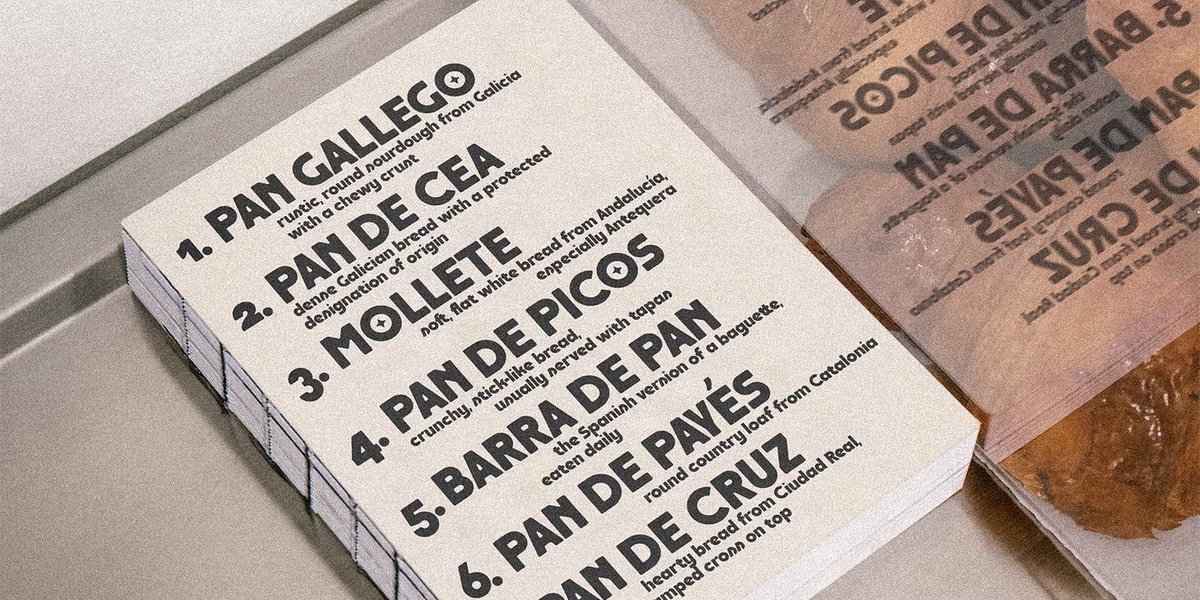 1. PAN GALLEGO
rustic, round sourdough from Galicia
with a chewy crust
2. PAN DE CEA
dense Galician bread with a protected
designation of origin
3. MOLLETE
soft, flat white bread from Andalucía,
especially Antequera
4. PAN DE PICOS
crunchy, stick-like bread,
usually served with tapas
5. BARRA DE PAN
the Spanish version of a baguette,
eaten daily
6. PAN DE PAYÉS
round country loaf from Catalonia
PAN DE CRUZ
hearty bread from Ciudad Real,
cross on top
DE PICOS
5. BARRA DE PAN
DE PAYÉS
DE CRUZ